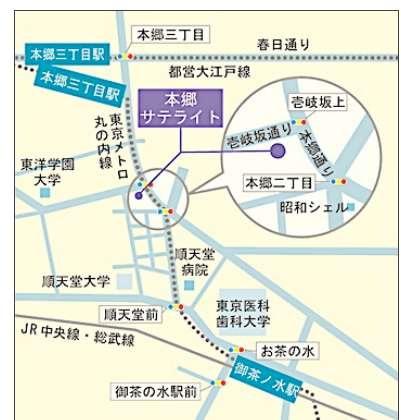 本郷三丁目
春日通り
本郷三丁目駅
都営大江戸線
本郷三丁目駅
本郷
サテライト
壱岐坂上
壱岐坂通り
本郷通り
東京メトロ
丸の内線
東洋学園
大学
本郷二丁目
昭和シェル
順天堂
病院
順天堂大学
順天堂前
東京医科
歯科大学
JR中央線・総武線
お茶の水
御茶ノ水駅
御茶の水駅前